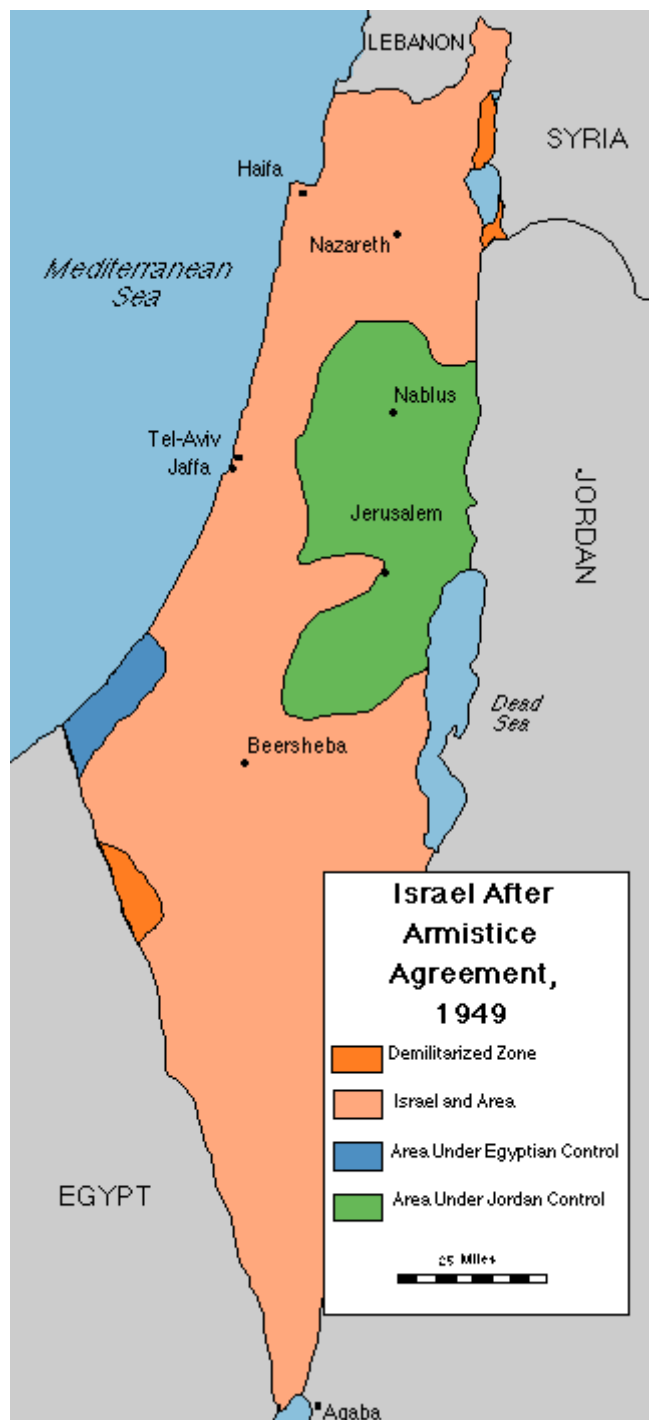 LEBANON
SYRIA
Haifa
Nazareth
Mediterranean
Sea
Nablus
Tel-Aviv
Jaffa
JORDAN
Jerusalem
Dead
Sea
Beersheba
Israel After
Armistice
Agreement,
1949
Demilitarized Zone
Israel and Area
Area Under Egyptian Control
Area Under Jordan Control
EGYPT
25 Miles
Aqaba